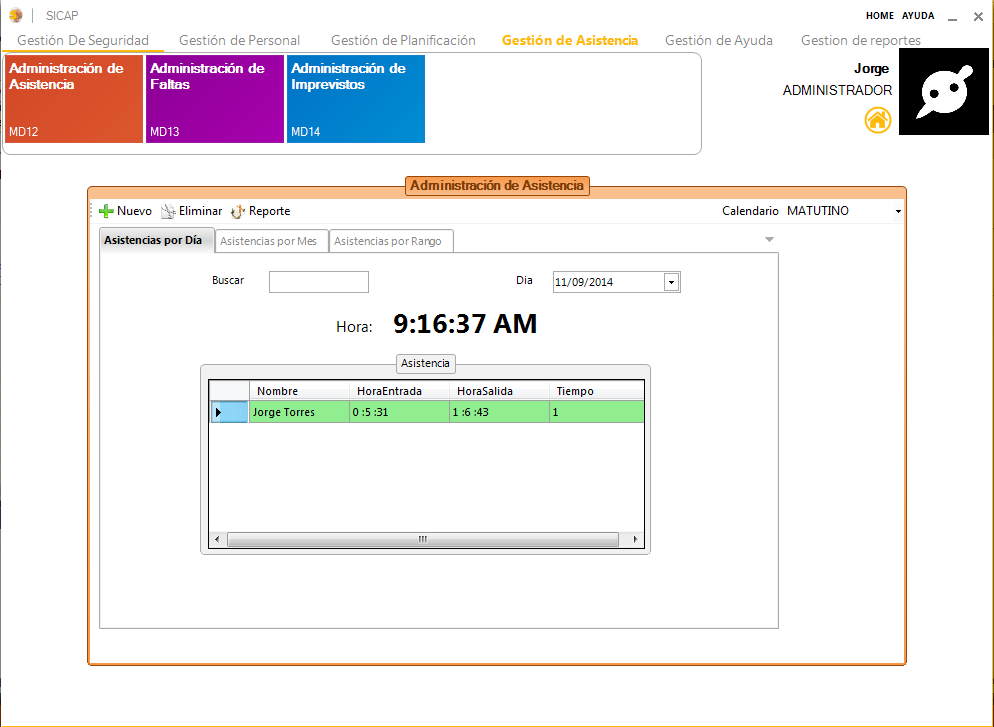 SICAP
HOME AYUDA
Gestión De Seguridad Gestión de Personal Gestión de Planificación Gestión de Asistencia Gestión de Ayuda Gestion de reportes
Administración de Asistencia
MD12
Administración de Faltas
MD13
Administración de Imprevistos
MD14
Jorge
ADMINISTRADOR
Administración de Asistencia
Nuevo Eliminar Reporte Calendario MATUTINO
Asistencias por Día Asistencias por Mes Asistencias por Rango
Buscar Dia 11/09/2014
Hora: 9:16:37 AM
Asistencia
Nombre HoraEntrada HoraSalida Tiempo
Jorge Torres 0 :5 :31 1 :6 :43 1